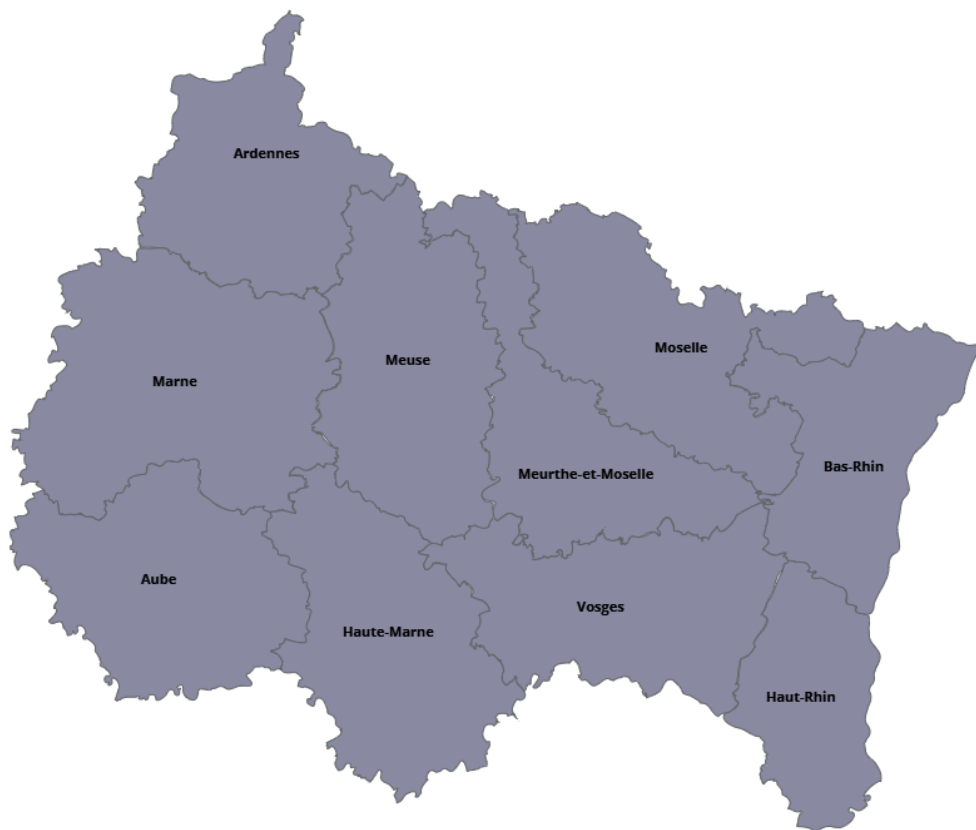 Ardennes
Moselle
Meuse
Marne
Bas-Rhin
Meurthe-et-Moselle
Aube
Vosges
Haute-Marne
Haut-Rhin